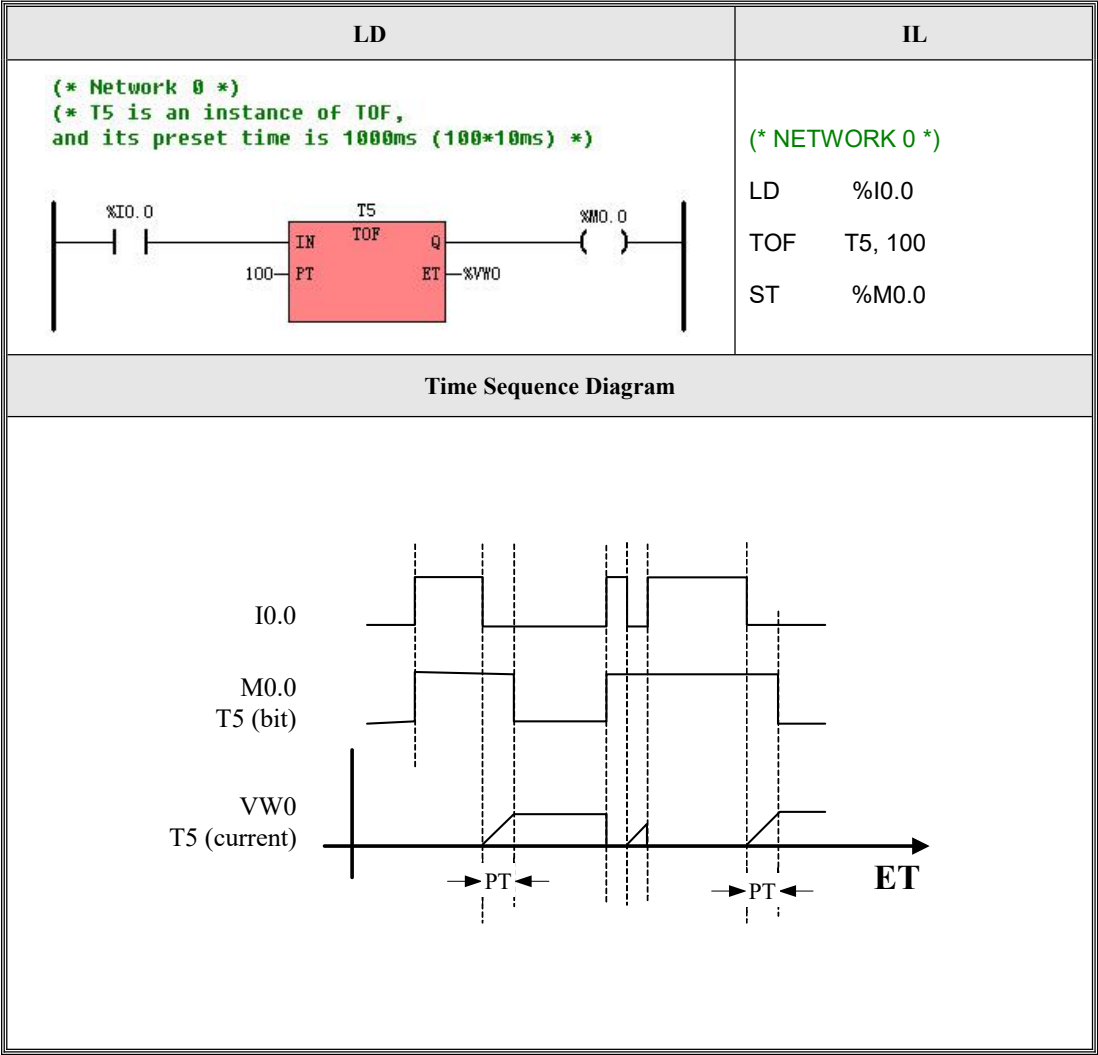 LD
IL
(* Network 0 *)
(* T5 is an instance of TOF,
and its preset time is 1000ms (100*10ms) *)
%I0.0
T5
TOF
IN
Q
%M0.0
100
PT
ET
%VW0
(* NETWORK 0 *)
LD %I0.0
TOF T5, 100
ST %M0.0
Time Sequence Diagram
I0.0
M0.0
T5 (bit)
VW0
T5 (current)
PT
PT
ET